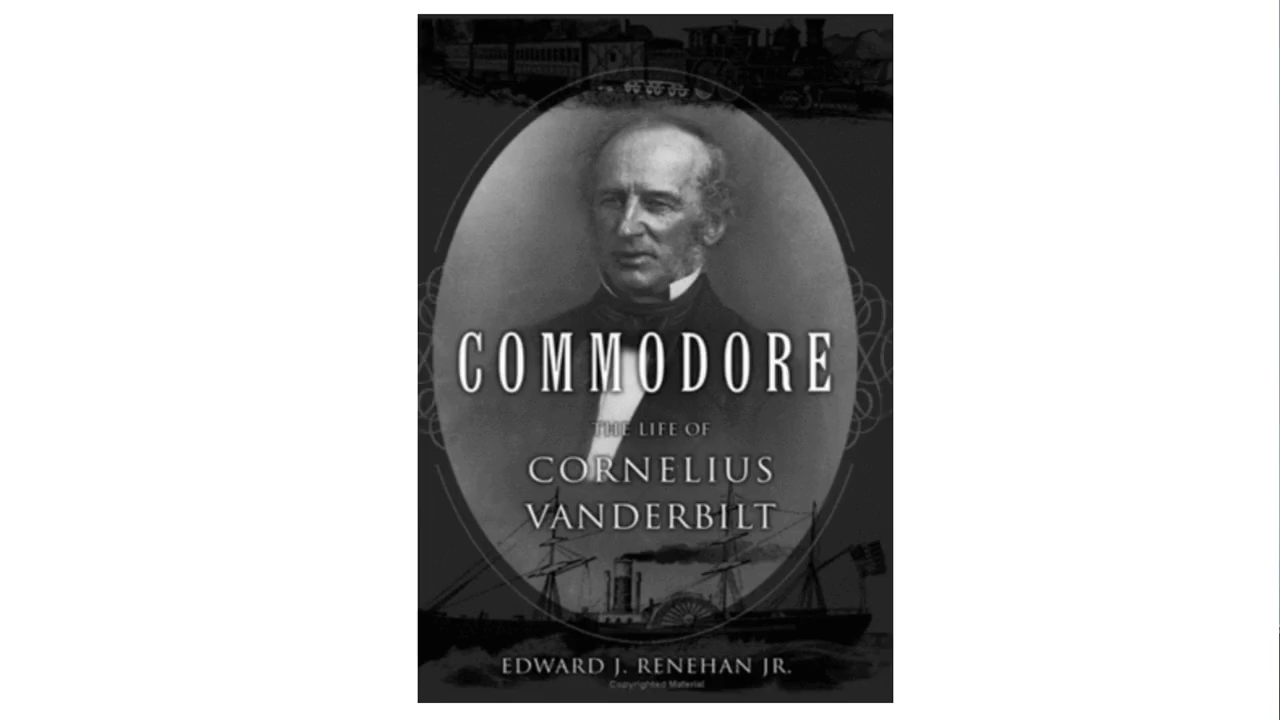 COMMODORE
THE LIFE OF
CORNELIUS
VANDERBILT
EDWARD J. RENEHAN JR.
Copyrighted Material